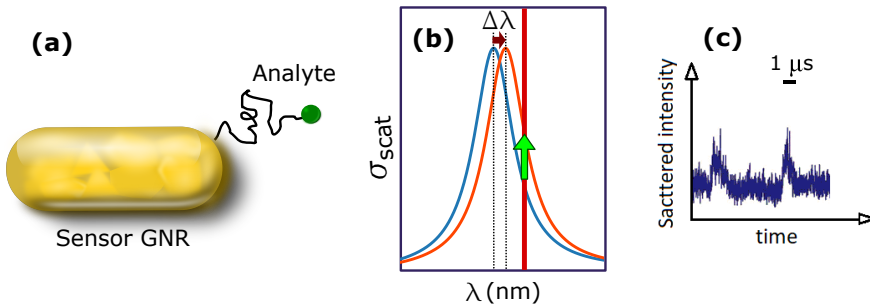 (a)
Analyte
Sensor GNR
(b)
Δλ
σscat
λ (nm)
(c)
1 μs
Sacttered intensity
time